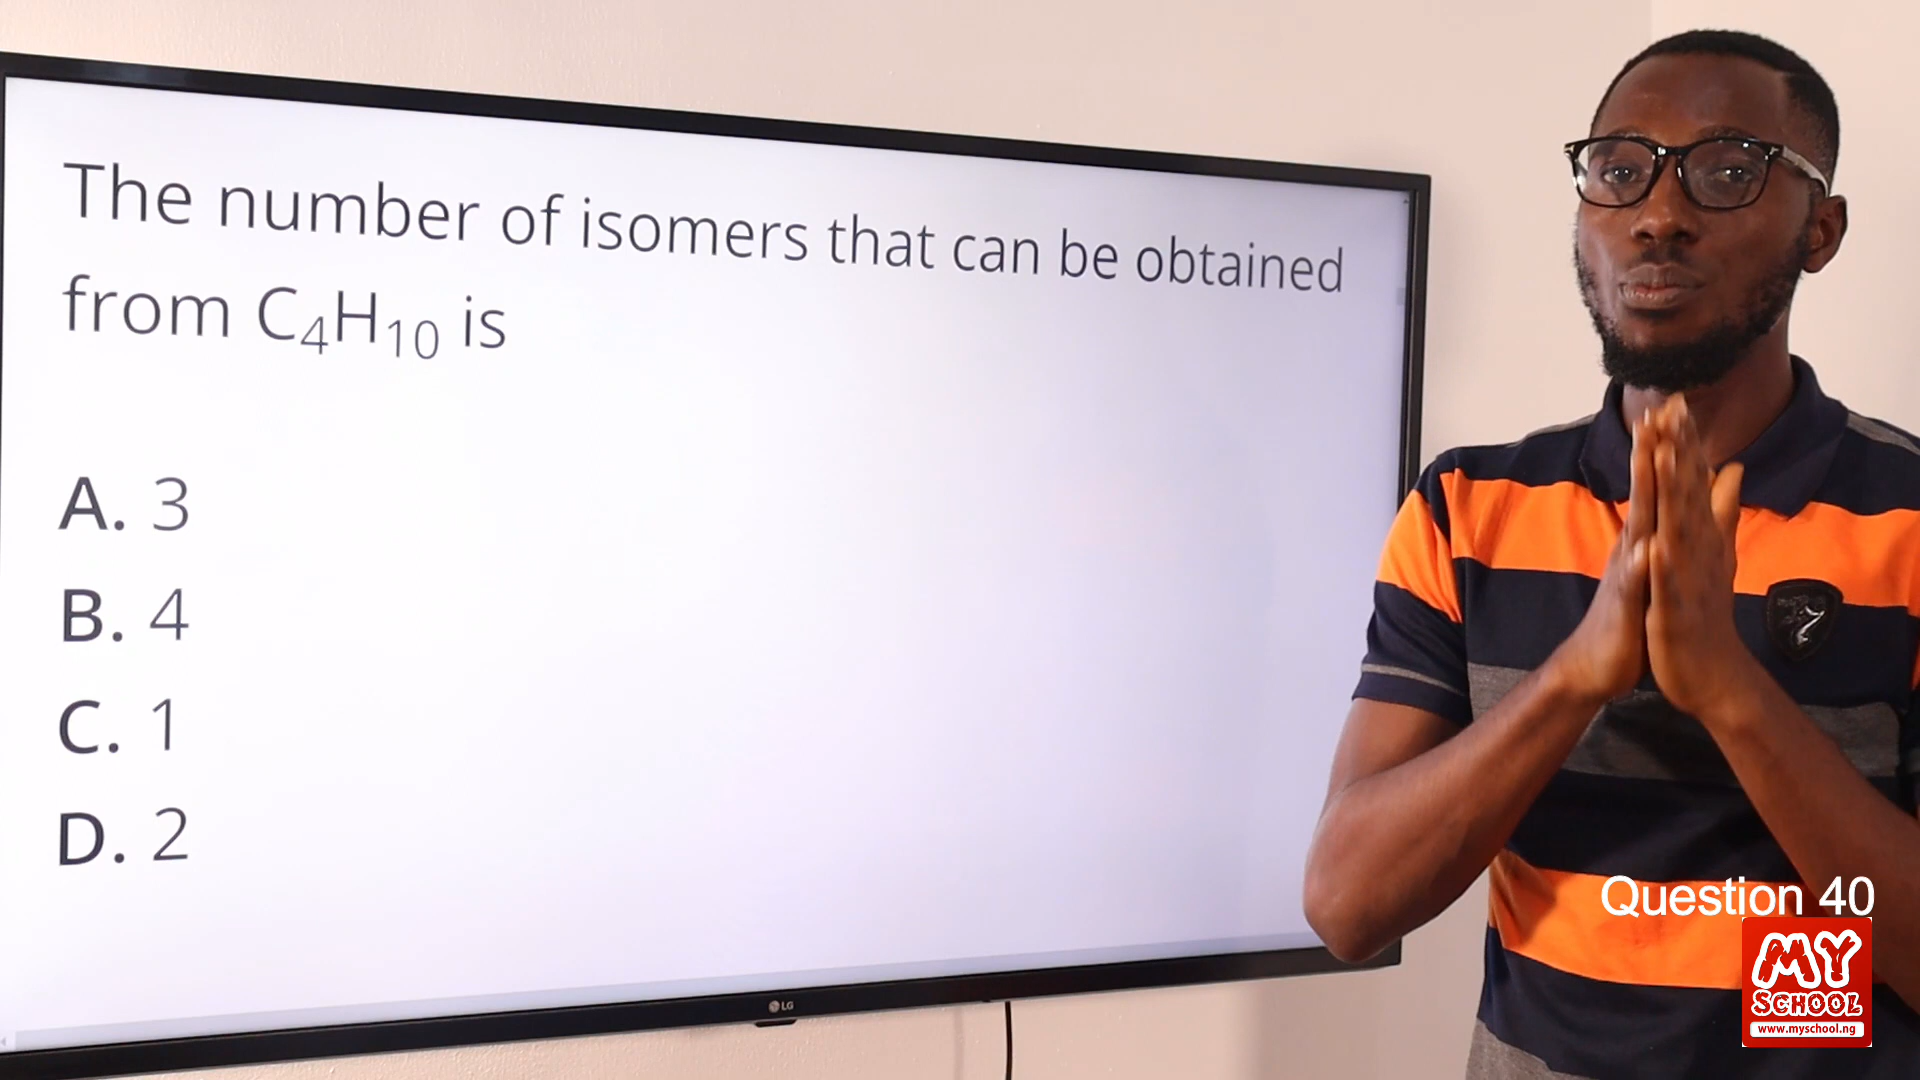 The number of isomers that can be obtained
from C₄H₁₀ is
A. 3
B. 4
C. 1
D. 2
LG
Question 40
MY
SCHOOL
www.myschool.ng